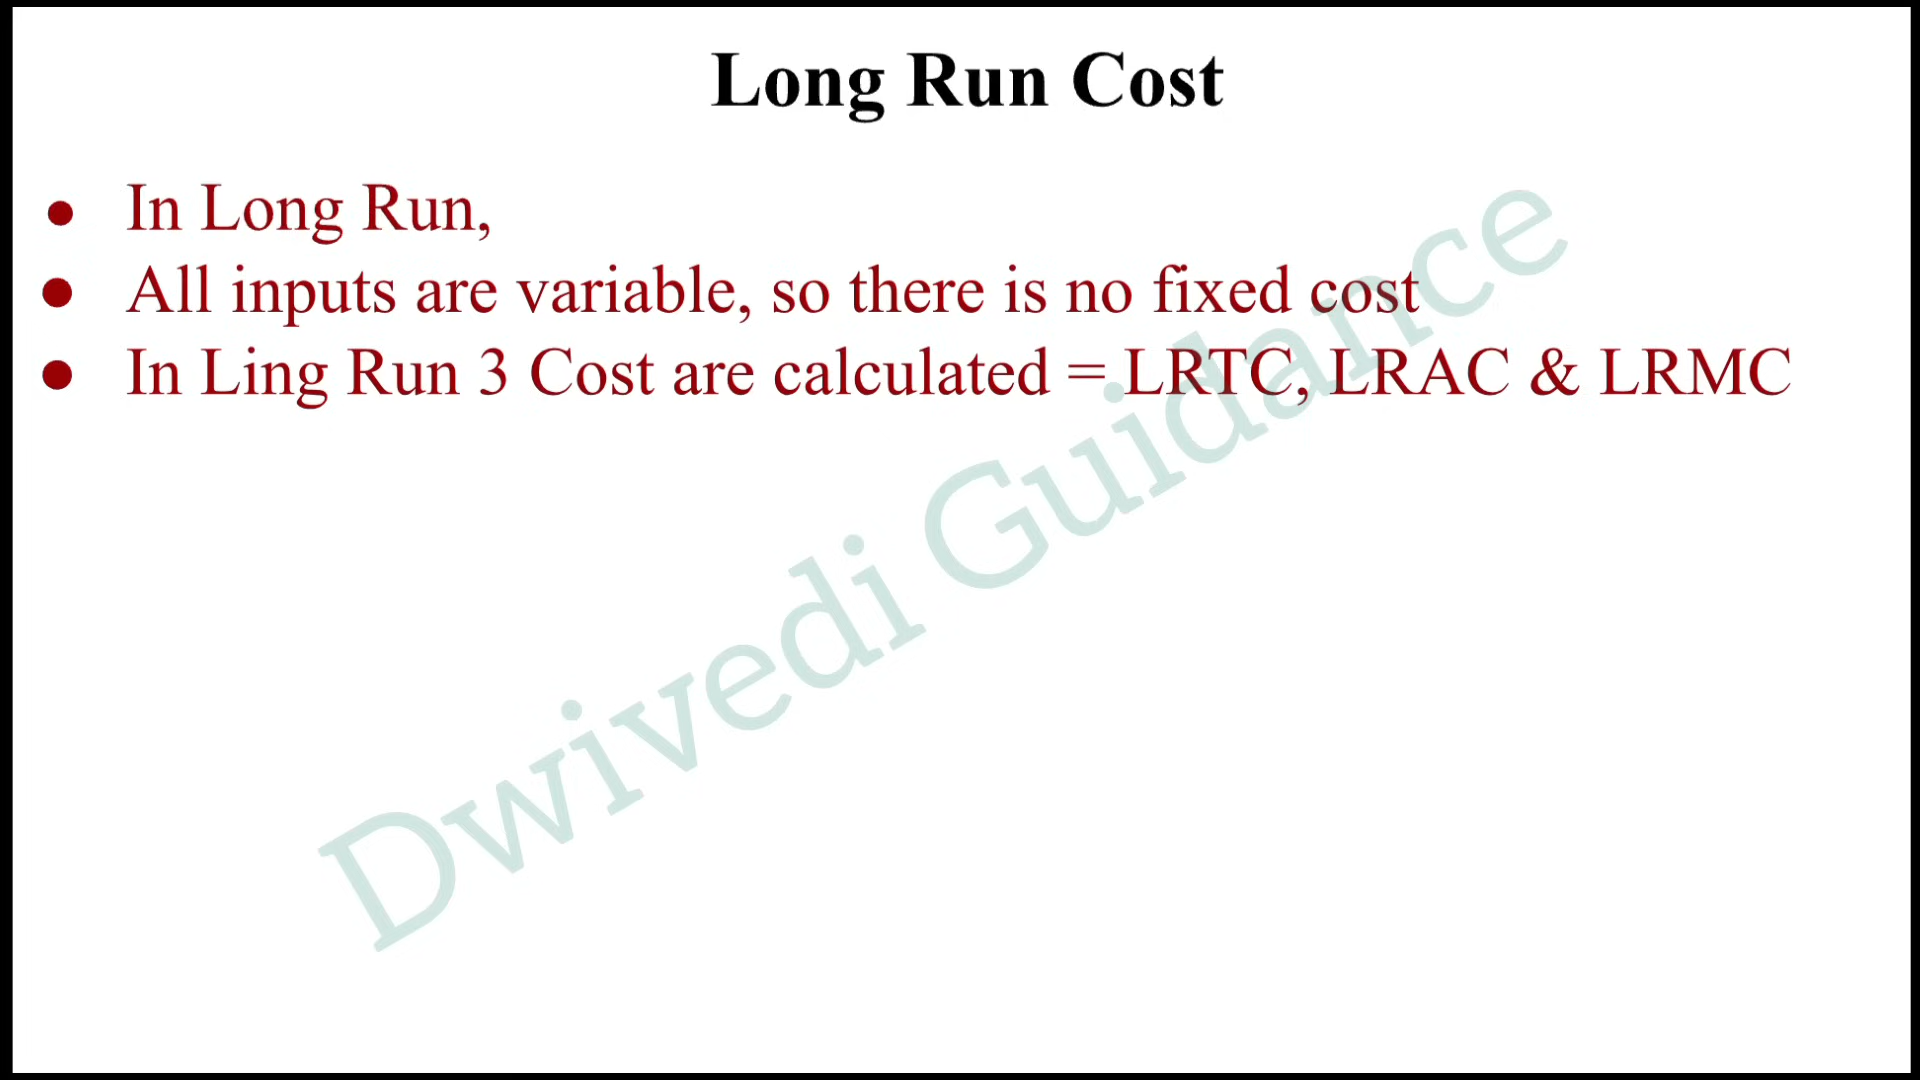 Long Run Cost
● In Long Run,
● All inputs are variable, so there is no fixed cost
● In Ling Run 3 Cost are calculated = LRTC, LRAC & LRMC
Dwivedi Guidance